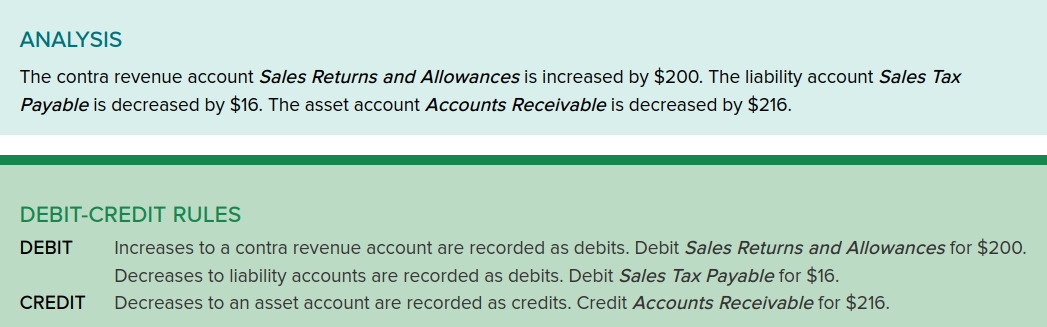 ANALYSIS
The contra revenue account Sales Returns and Allowances is increased by $200. The liability account Sales Tax
Payable is decreased by $16. The asset account Accounts Receivable is decreased by $216.
DEBIT-CREDIT RULES
DEBIT Increases to a contra revenue account are recorded as debits. Debit Sales Returns and Allowances for $200.
Decreases to liability accounts are recorded as debits. Debit Sales Tax Payable for $16.
CREDIT Decreases to an asset account are recorded as credits. Credit Accounts Receivable for $216.